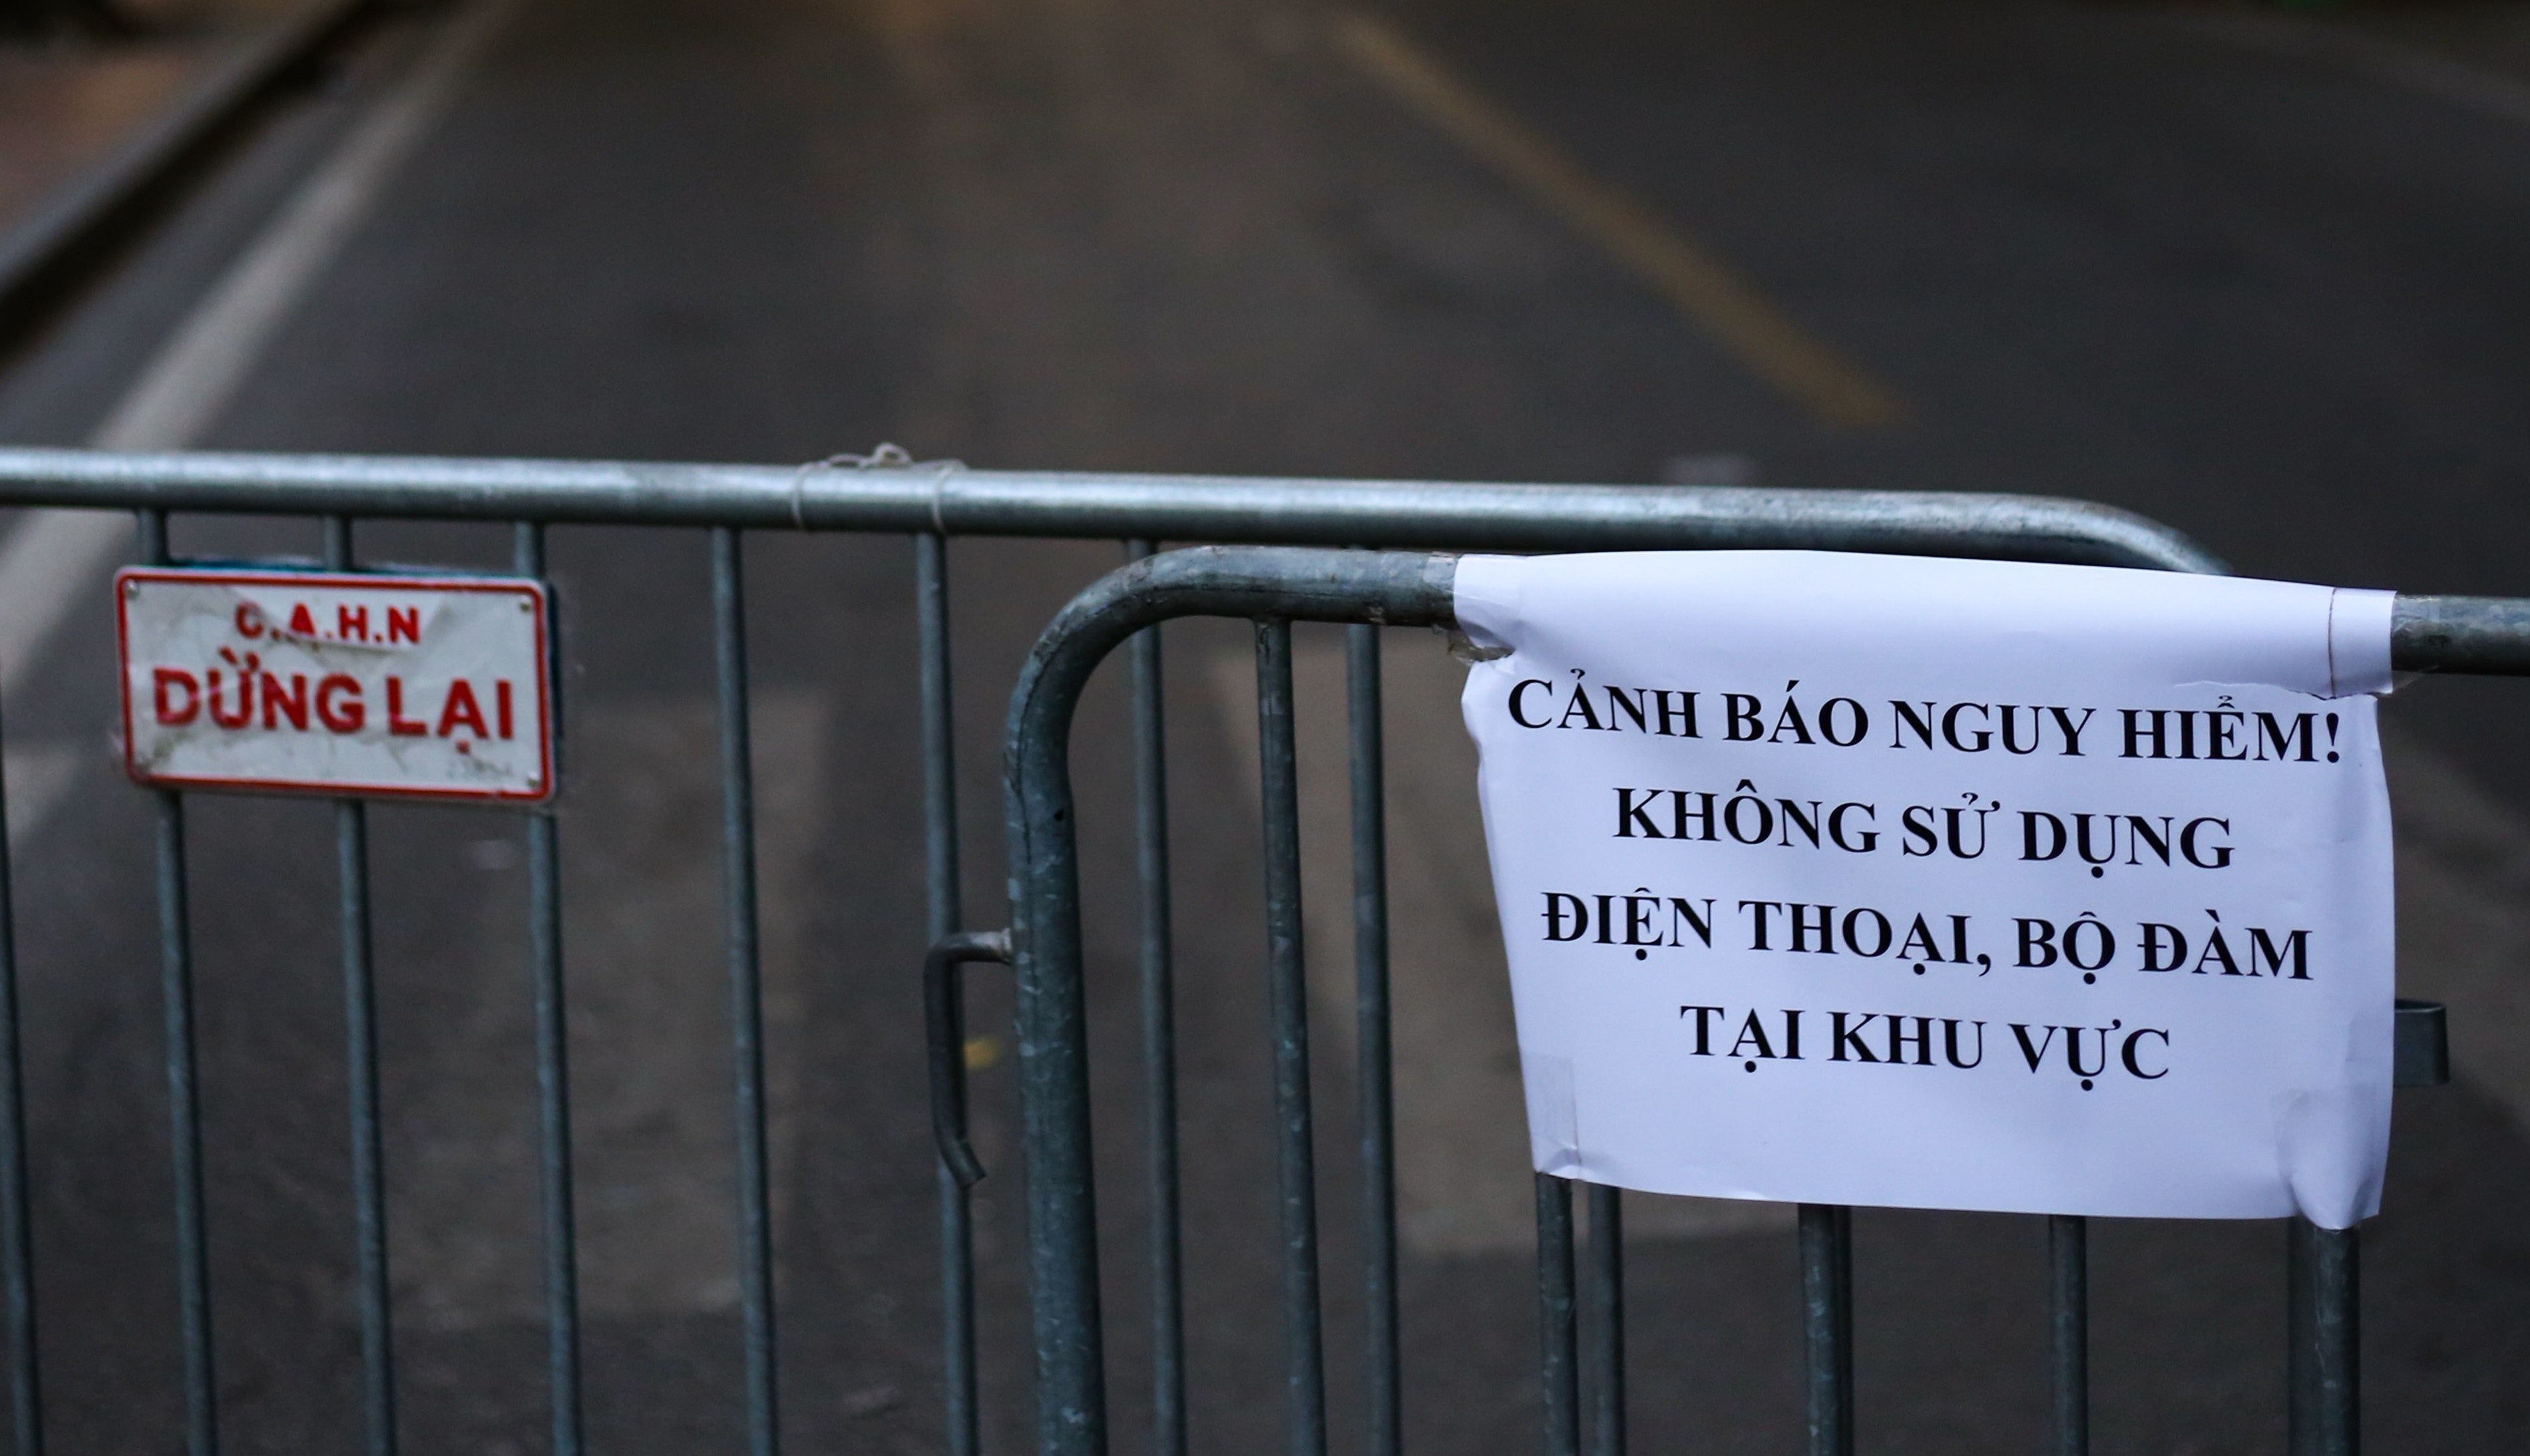 C.A.H.N
DỪNG LẠI
CẢNH BÁO NGUY HIỂM!
KHÔNG SỬ DỤNG
ĐIỆN THOẠI, BỘ ĐÀM
TẠI KHU VỰC